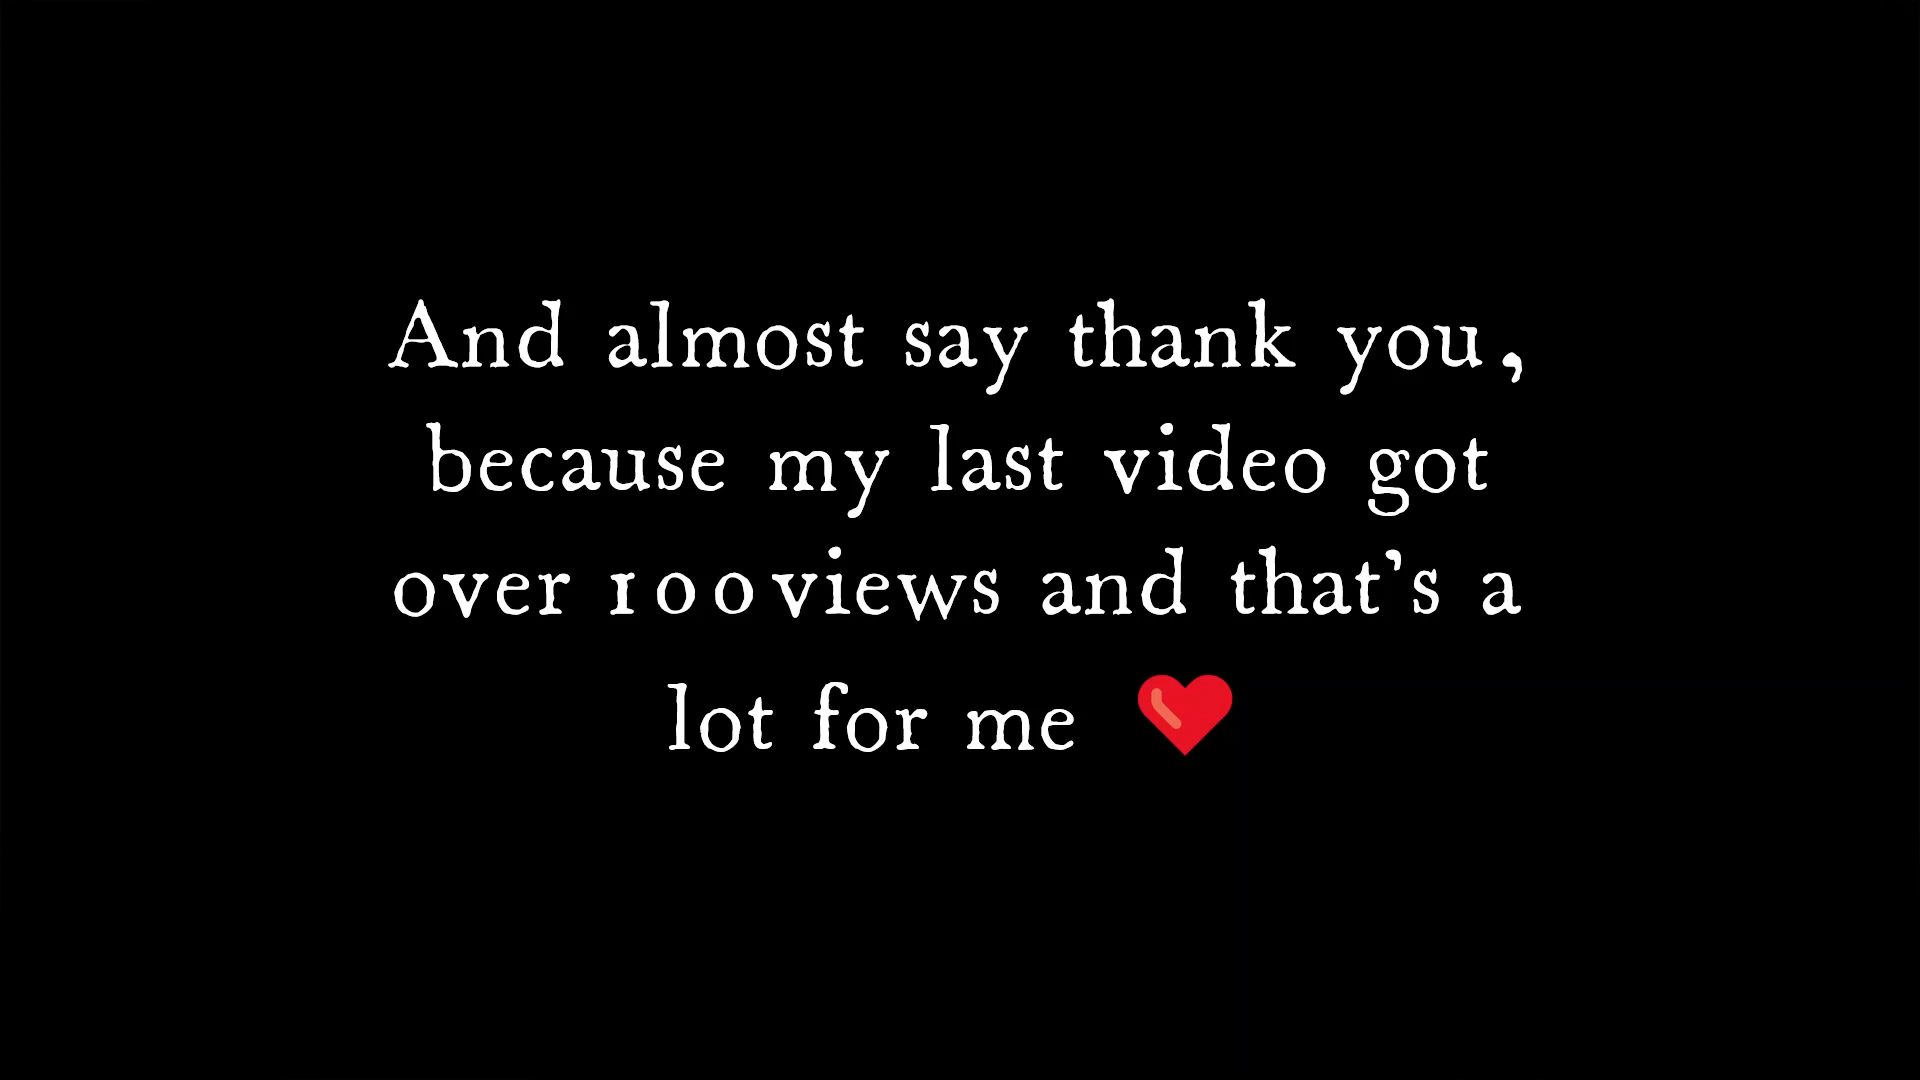 And almost say thank you,
because my last video got
over 100views and that’s a
lot for me ❤